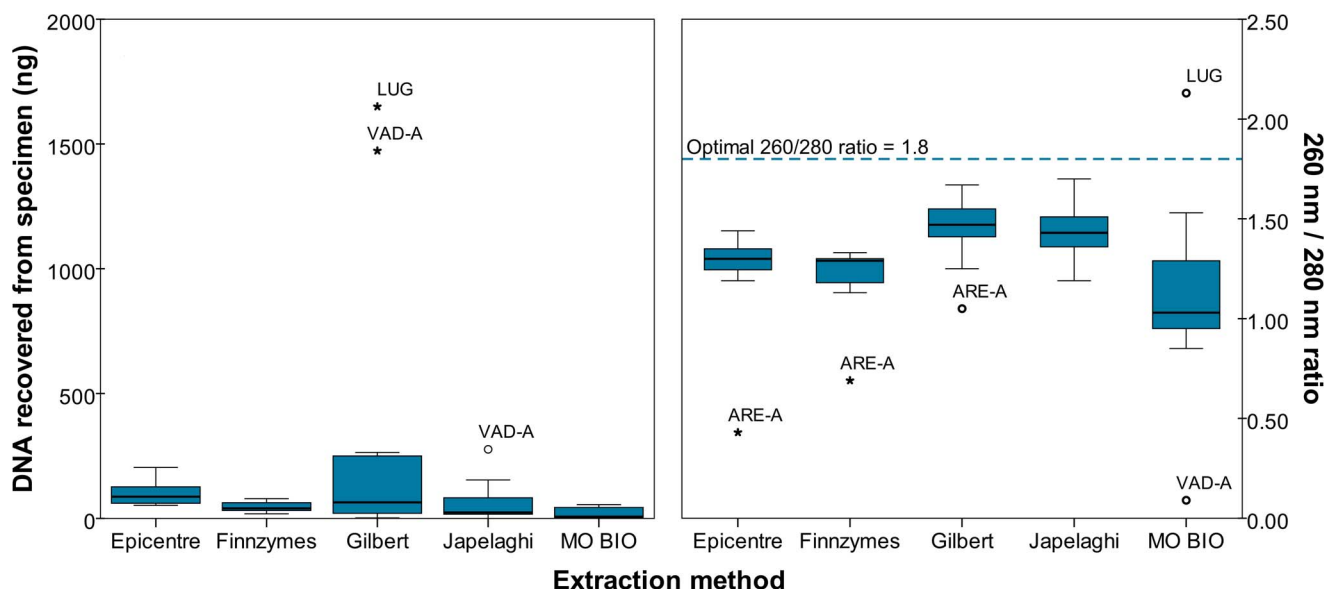 2000
1500
1000
500
0
DNA recovered from specimen (ng)
LUG
VAD-A
VAD-A
Epicentre Finnzymes Gilbert Japelaghi MO BIO
2.50
2.00
1.50
1.00
0.50
0.00
260 nm / 280 nm ratio
LUG
Optimal 260/280 ratio = 1.8
ARE-A
ARE-A
ARE-A
VAD-A
Epicentre Finnzymes Gilbert Japelaghi MO BIO
Extraction method